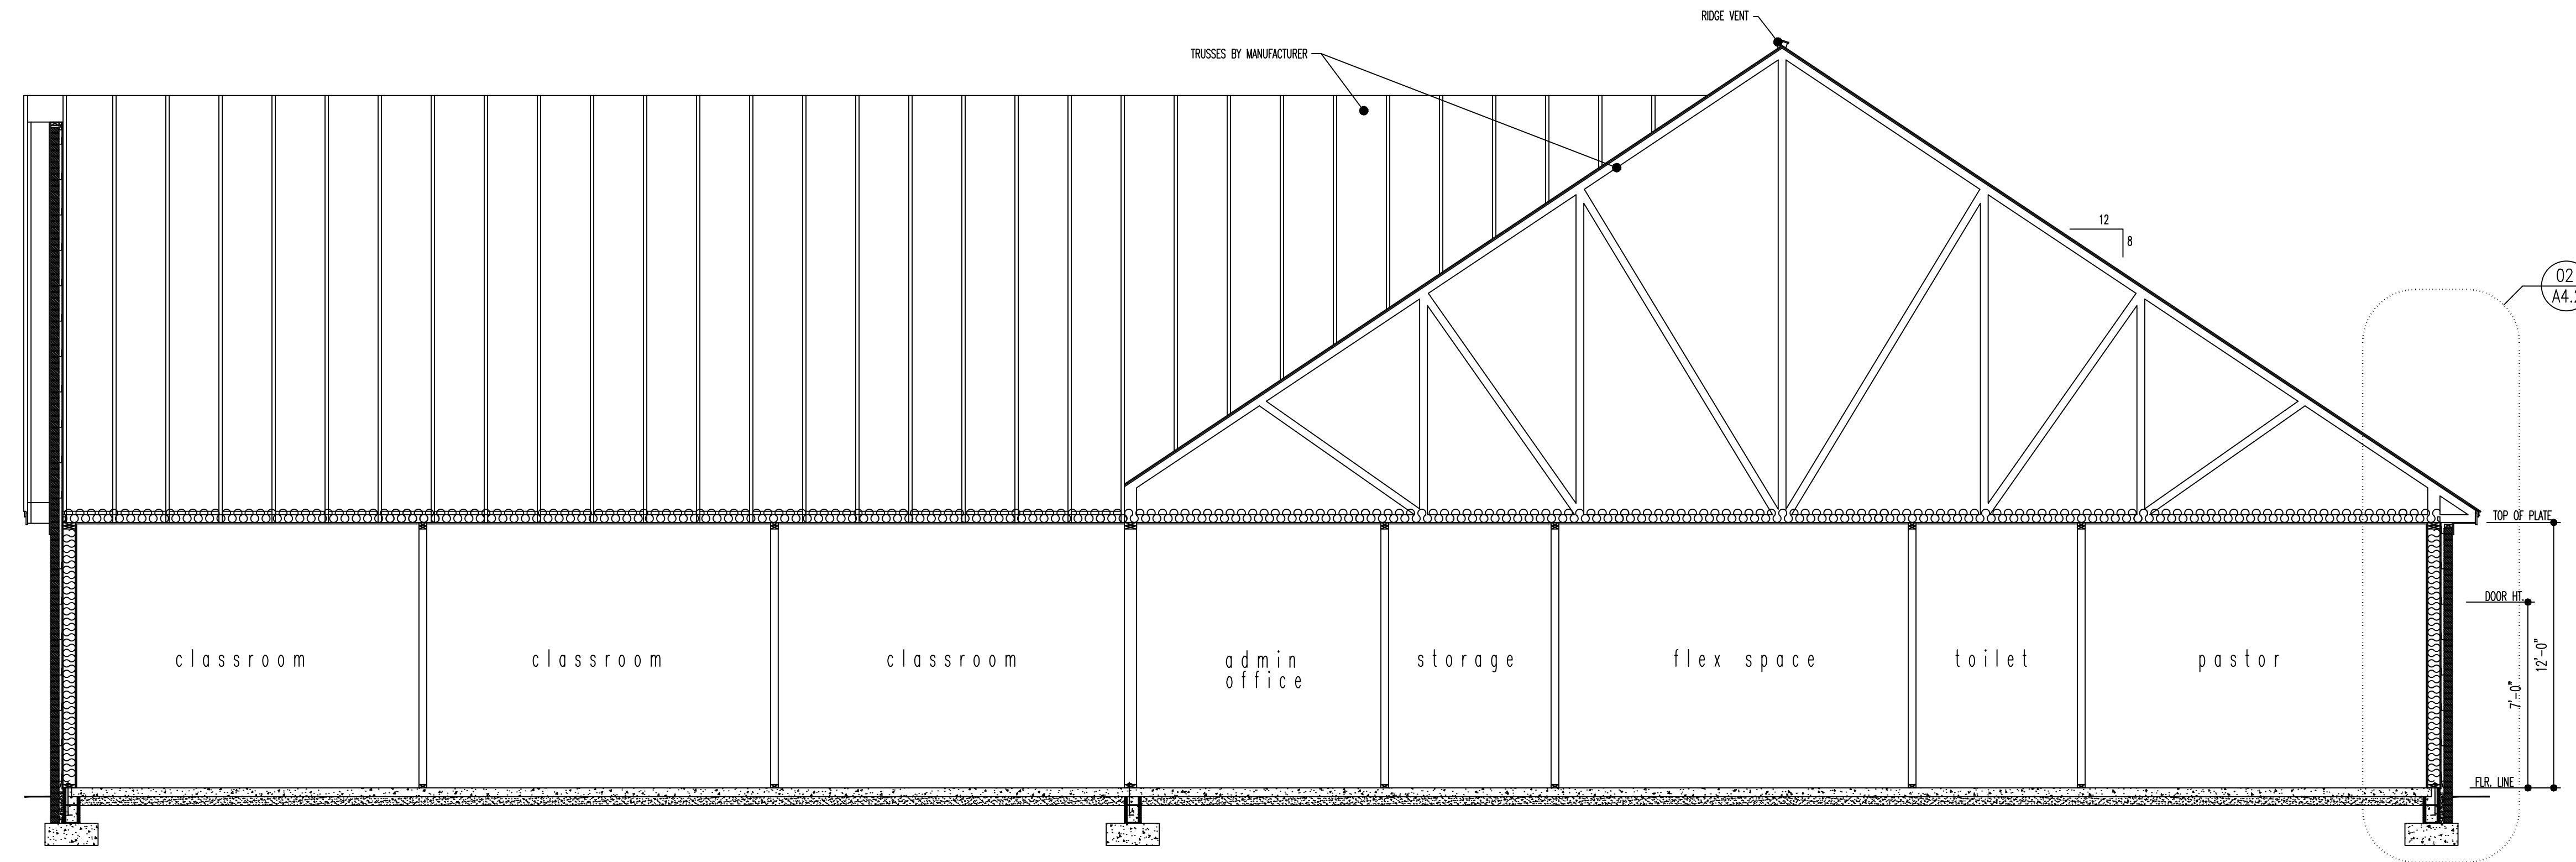 RIDGE VENT
TRUSSES BY MANUFACTURER
12
8
02
TOP OF PLATE
DOOR HT.
12'-0"
7'-0"
classroom
classroom
classroom
admin
office
storage
flex space
toilet
pastor
FLR. LINE